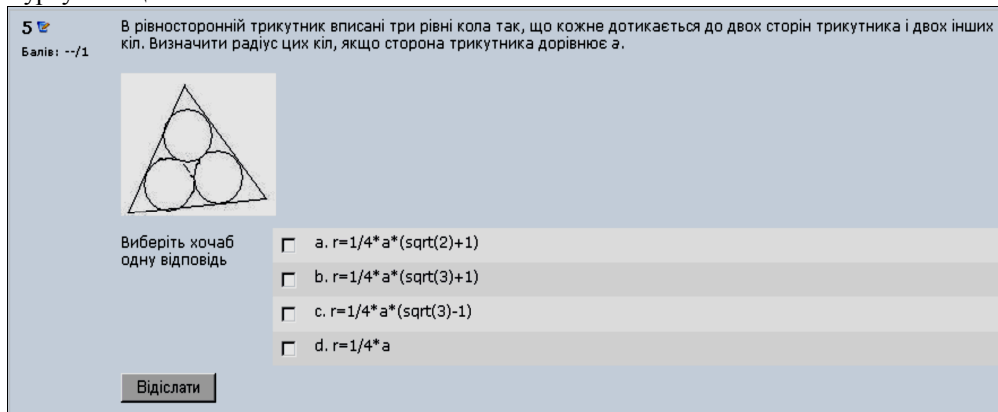 5
Балів: --/1
В рівносторонній трикутник вписані три рівні кола так, що кожне дотикається до двох сторін трикутника і двох інших
кіл. Визначити радіус цих кіл, якщо сторона трикутника дорівнює а.
Виберіть хочаб
одну відповідь
a. r=1/4*a*(sqrt(2)+1)
b. r=1/4*a*(sqrt(3)+1)
c. r=1/4*a*(sqrt(3)-1)
d. r=1/4*a
Відіслати